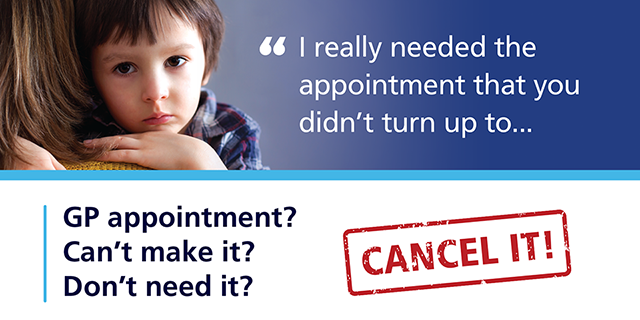 “ I really needed the
appointment that you
didn’t turn up to...
GP appointment?
Can’t make it?
Don’t need it?
CANCEL IT!